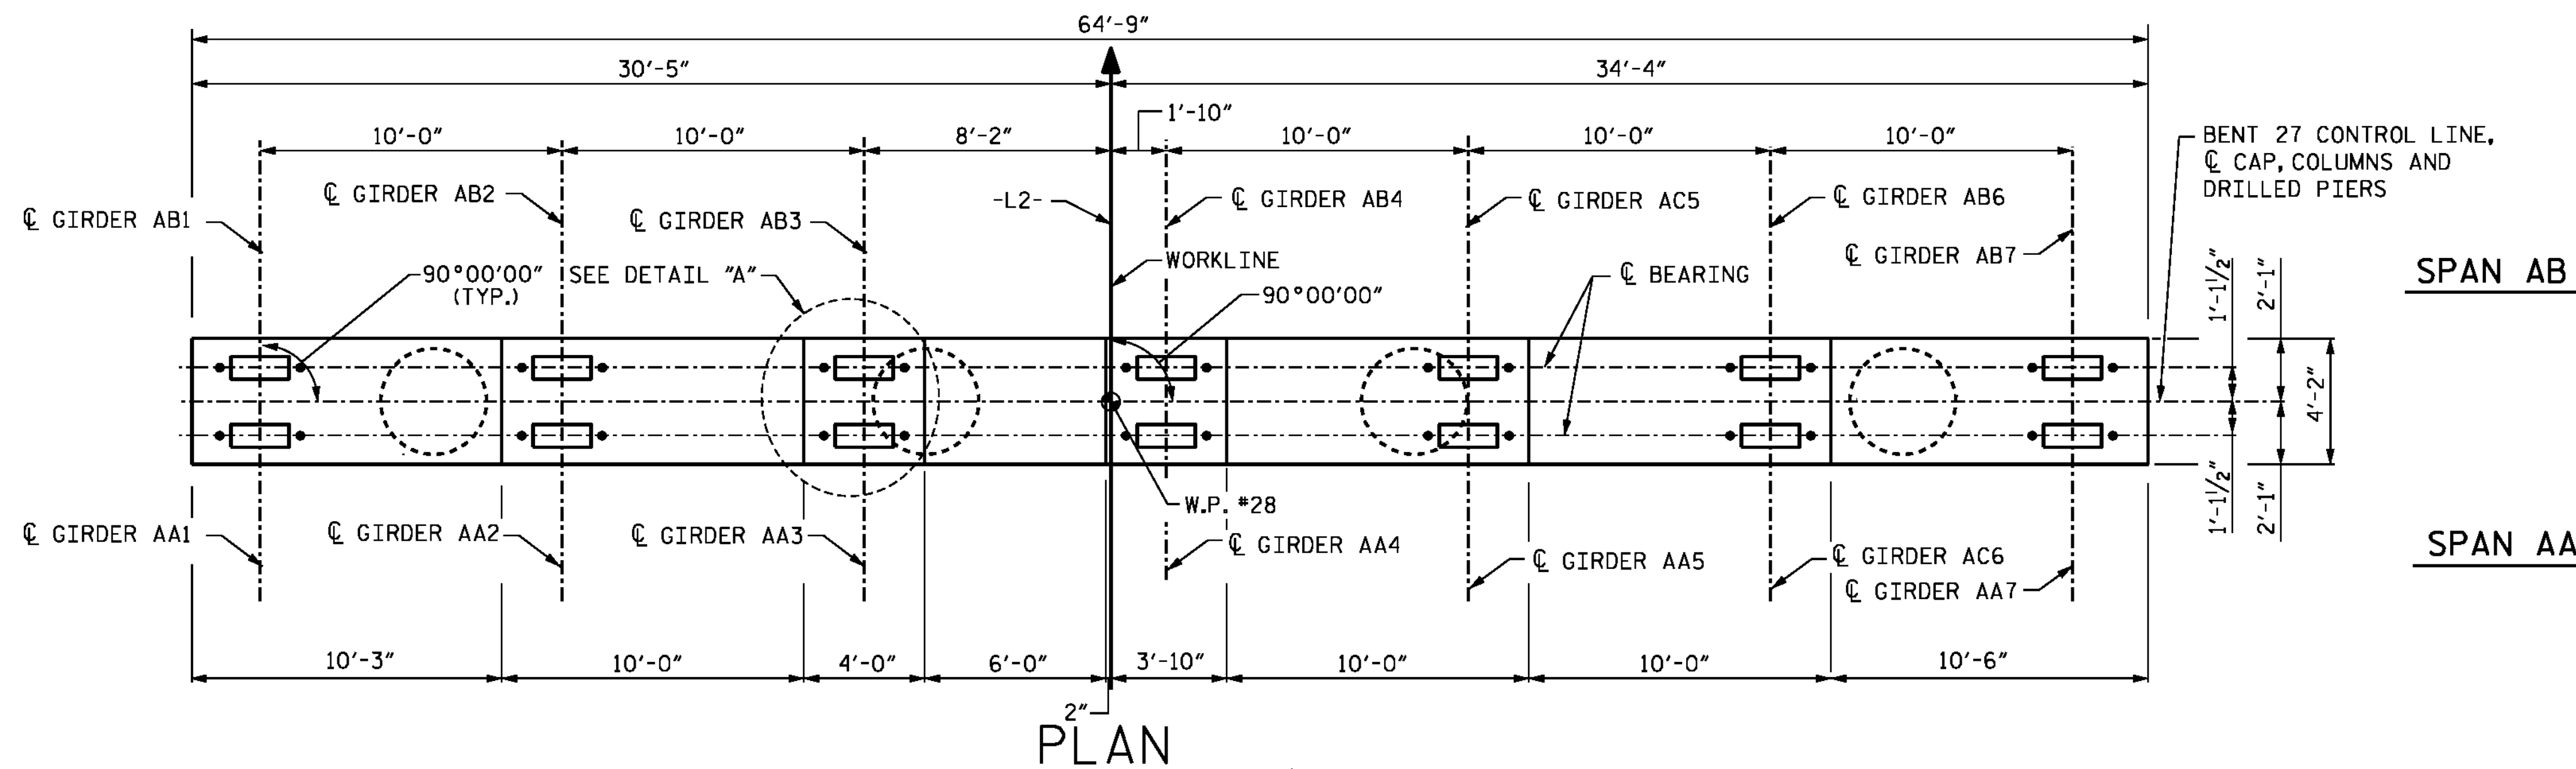 64'-9"
30'-5"
34'-4"
1'-10"
10'-0"
10'-0"
8'-2"
10'-0"
10'-0"
10'-0"
BENT 27 CONTROL LINE,
℄ CAP, COLUMNS AND
DRILLED PIERS
℄ GIRDER AB1
℄ GIRDER AB2
℄ GIRDER AB3
-L2-
℄ GIRDER AB4
℄ GIRDER AC5
℄ GIRDER AB6
℄ GIRDER AB7
90°00'00"
(TYP.)
SEE DETAIL "A"
WORKLINE
90°00'00"
℄ BEARING
1'-1½"
2'-1"
SPAN AB
4'-2"
1'-1½"
2'-1"
W.P. #28
℄ GIRDER AA1
℄ GIRDER AA2
℄ GIRDER AA3
℄ GIRDER AA4
℄ GIRDER AA5
℄ GIRDER AC6
℄ GIRDER AA7
SPAN AA
10'-3"
10'-0"
4'-0"
6'-0"
3'-10"
10'-0"
10'-0"
10'-6"
2"
PLAN